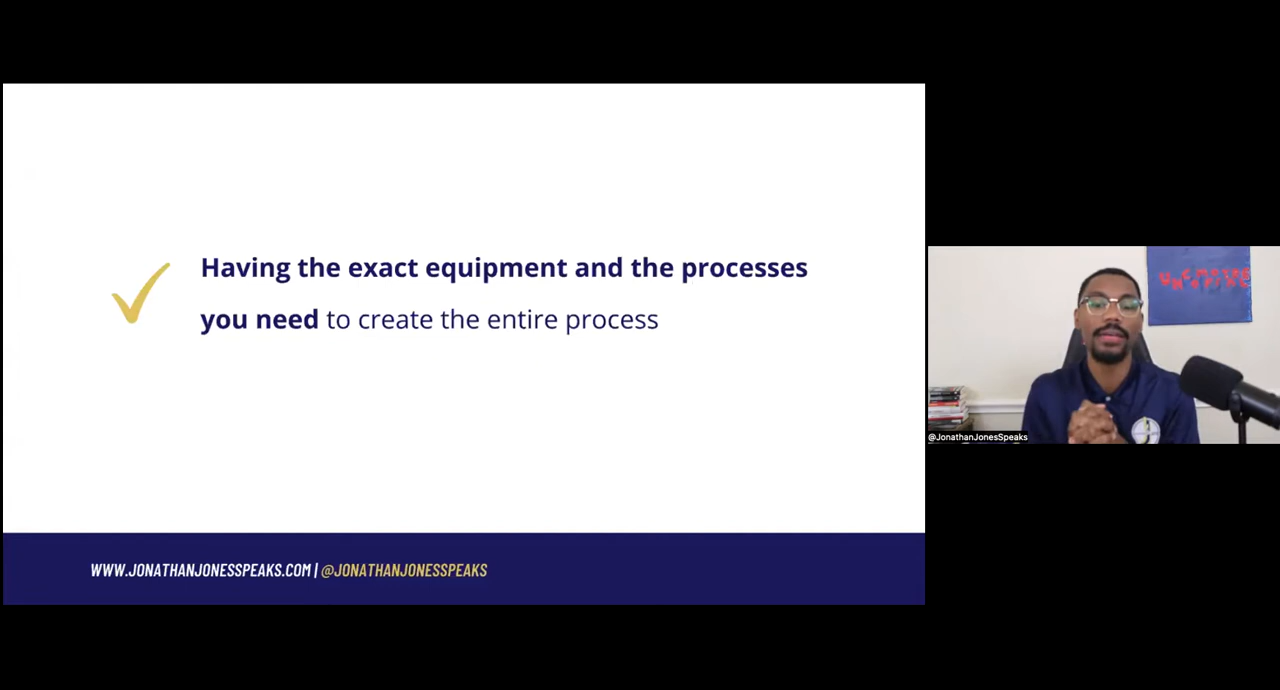 Having the exact equipment and the processes
you need to create the entire process
WWW.JONATHANJONESSPEAKS.COM | @JONATHANJONESSPEAKS
@JonathanJonesSpeaks